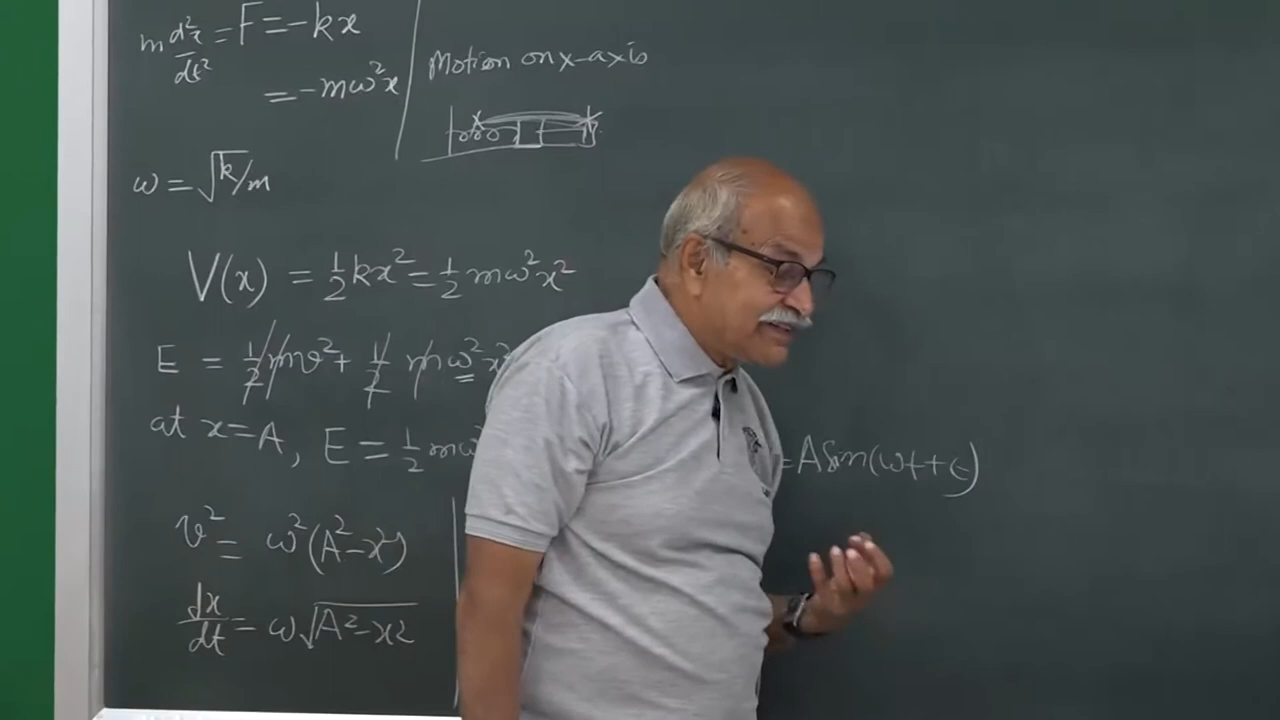 m d²x/dt² = F = -kx
= -mω²x
Motion on x-axis
ω = √k/m
V(x) = ½kx² = ½mω²x²
E = ½mv² + ½mω²x²
at x=A, E = ½mω
v² = ω²(A²-x²)
dx/dt = ω√A²-x²
=A Sin(ωt+c)